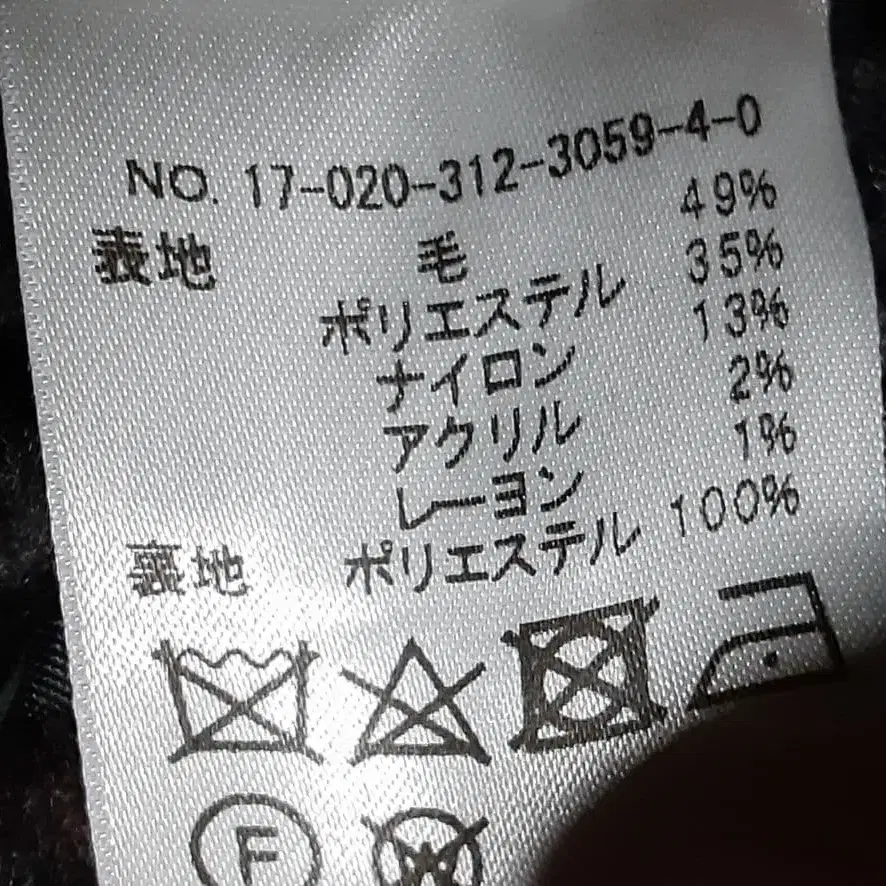 NO. 17-020-312-3059-4-0
表地 毛 49%
ポリエステル 35%
ナイロン 13%
アクリル 2%
レーヨン 1%
裏地 ポリエステル 100%
F W